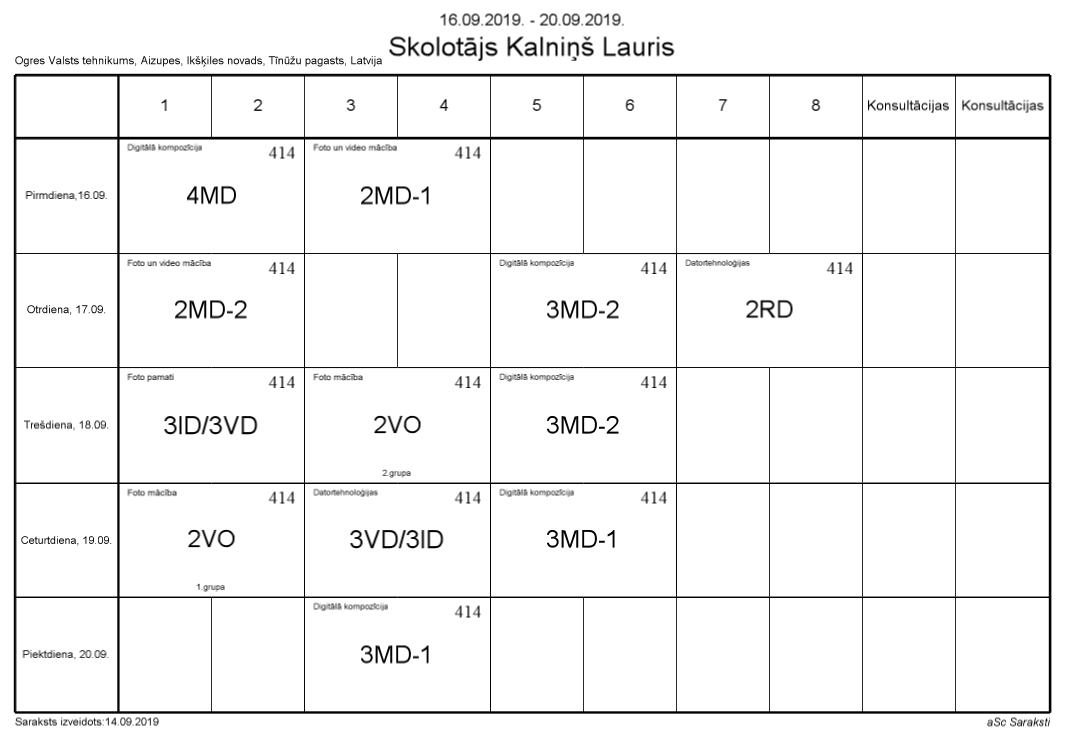 16.09.2019. - 20.09.2019.
Skolotājs Kalniņš Lauris
Ogres Valsts tehnikums, Aizupes, Ikšķiles novads, Tīnūžu pagasts, Latvija
1 2 3 4 5 6 7 8 Konsultācijas Konsultācijas
Digitālā kompozīcija 414 Foto un video mācība 414
Pirmdiena,16.09. 4MD 2MD-1
Foto un video mācība 414 Digitālā kompozīcija 414 Datortehnoloģijas 414
Otrdiena, 17.09. 2MD-2 3MD-2 2RD
Foto pamati 414 Foto mācība 414 Digitālā kompozīcija 414
Trešdiena, 18.09. 3ID/3VD 2VO 3MD-2
2.grupa
Foto mācība 414 Datortehnoloģijas 414 Digitālā kompozīcija 414
Ceturtdiena, 19.09. 2VO 3VD/3ID 3MD-1
1.grupa
Digitālā kompozīcija 414
Piektdiena, 20.09. 3MD-1
Saraksts izveidots:14.09.2019 aSc Saraksti